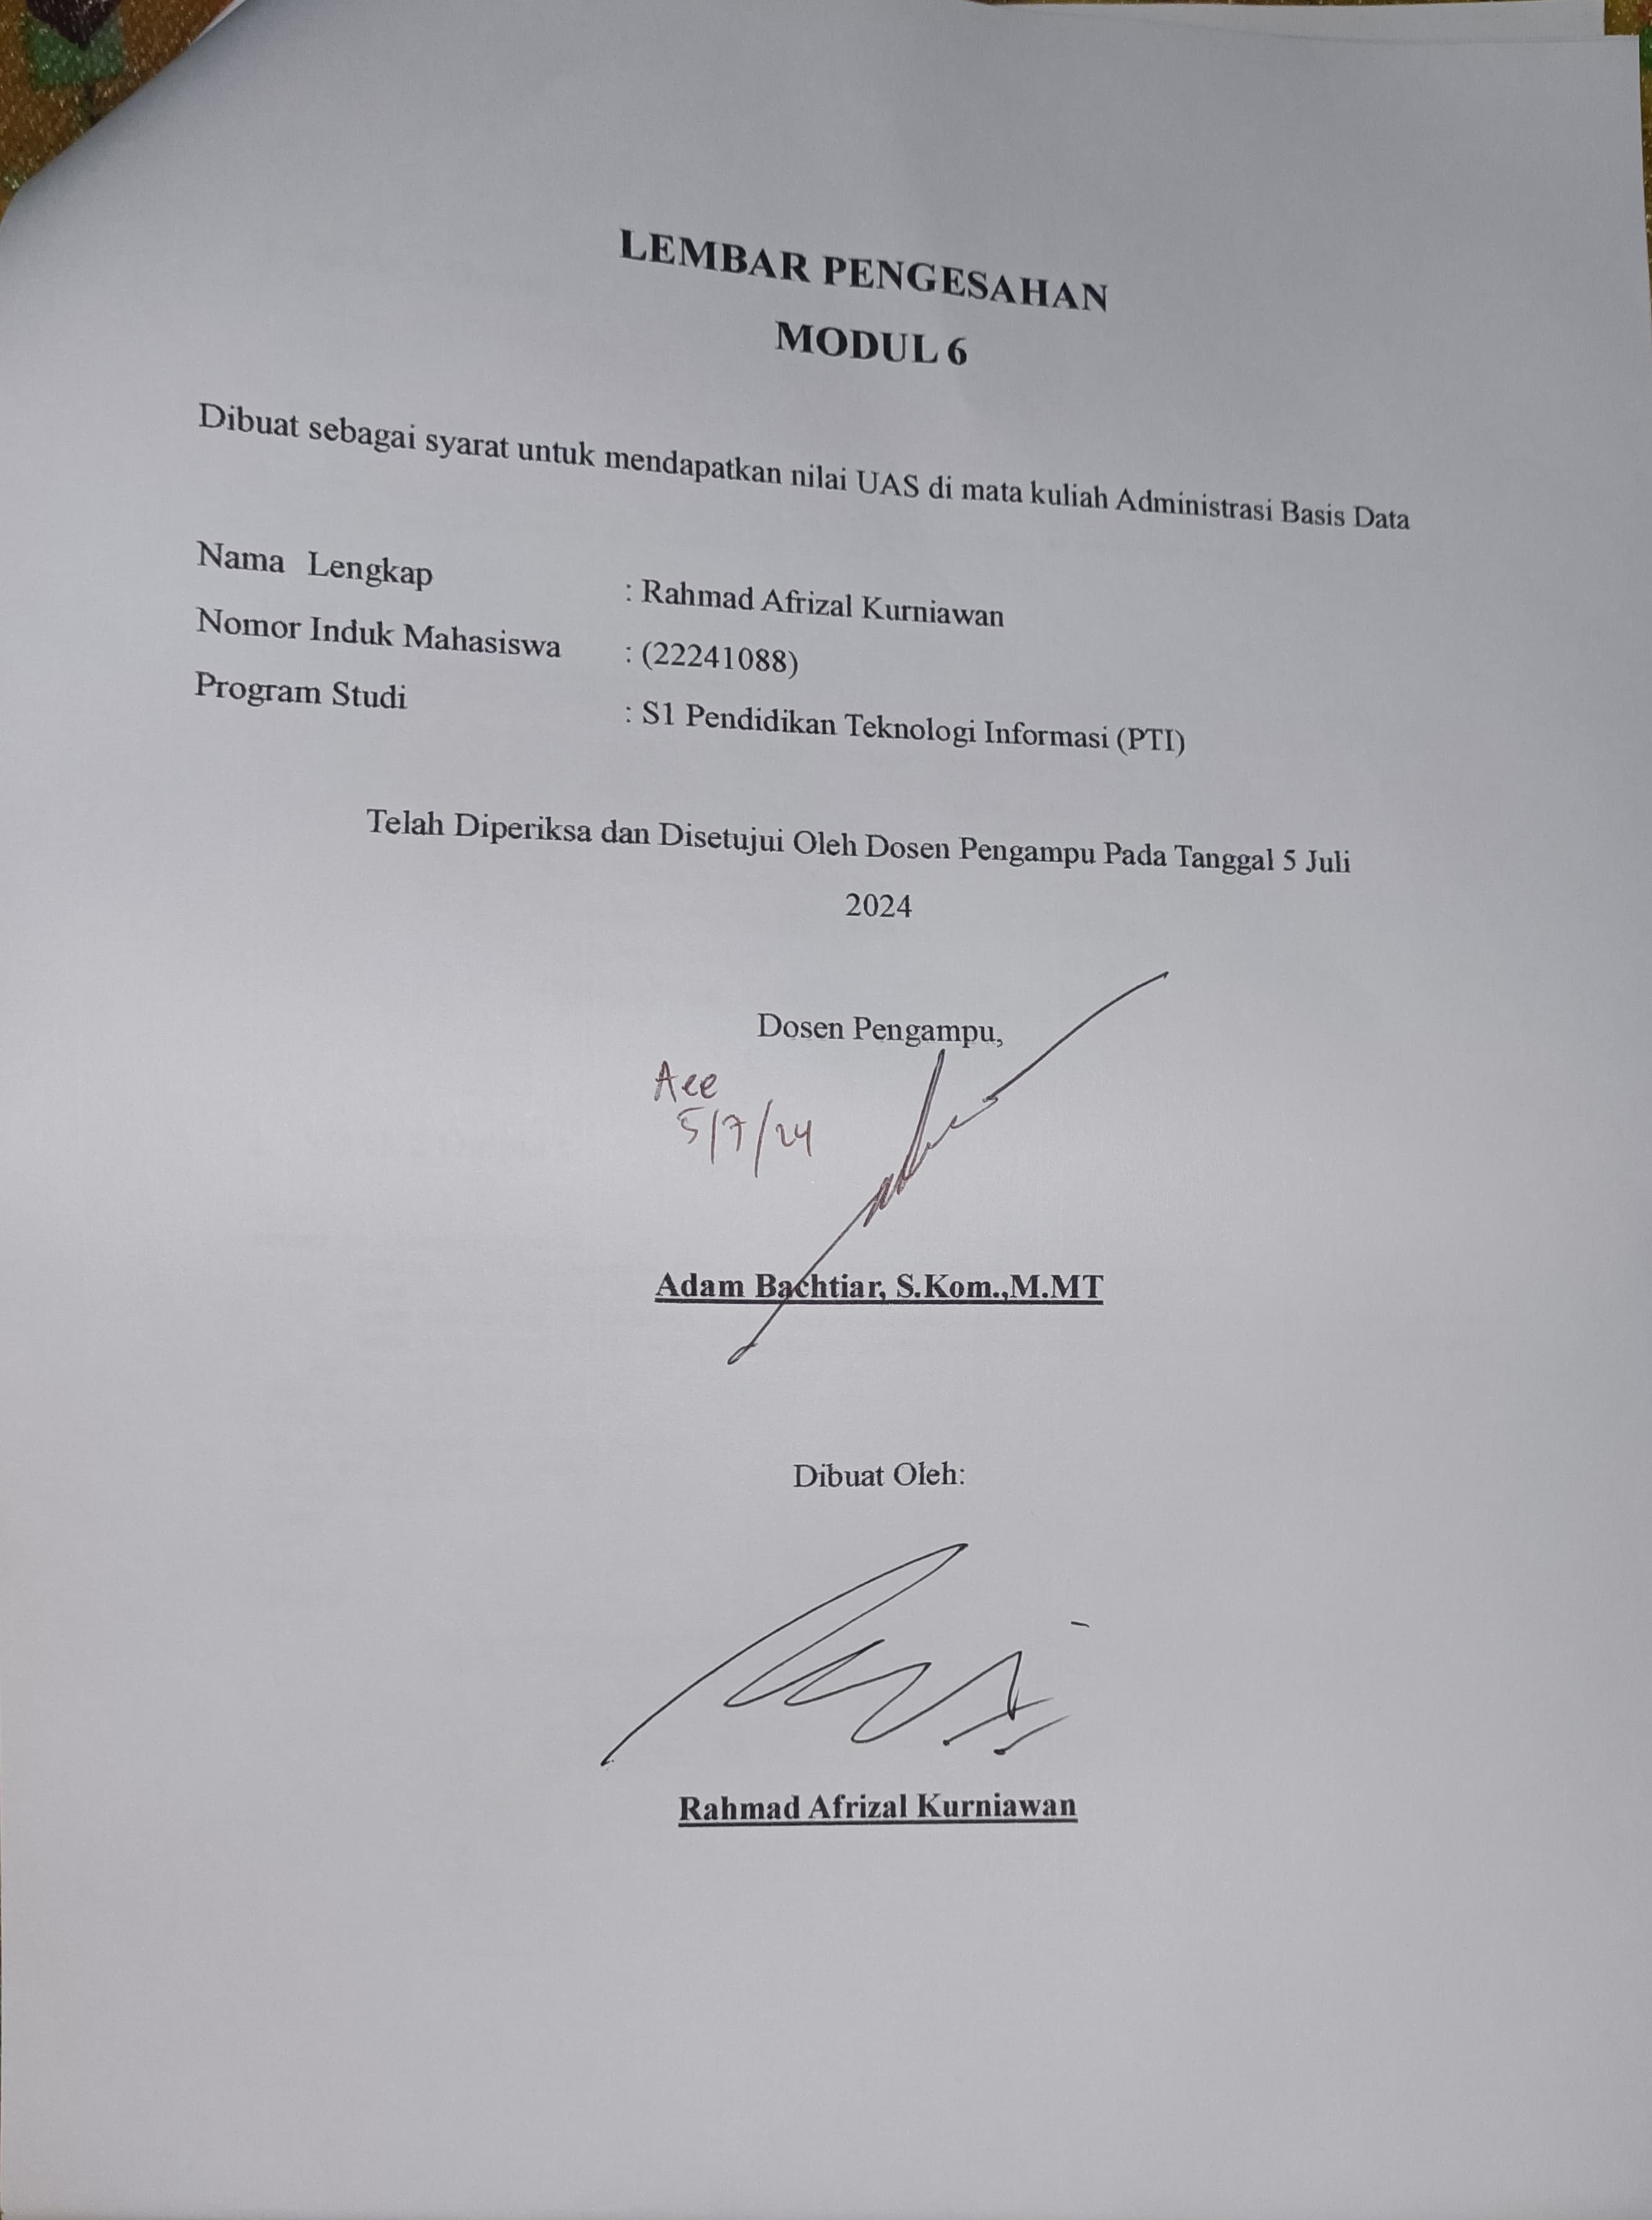 LEMBAR PENGESAHAN
MODUL 6
Dibuat sebagai syarat untuk mendapatkan nilai UAS di mata kuliah Administrasi Basis Data
Nama Lengkap : Rahmad Afrizal Kurniawan
Nomor Induk Mahasiswa : (22241088)
Program Studi : S1 Pendidikan Teknologi Informasi (PTI)
Telah Diperiksa dan Disetujui Oleh Dosen Pengampu Pada Tanggal 5 Juli
2024
Dosen Pengampu,
Acc
5/7/24
Adam Bachtiar, S.Kom.,M.MT
Dibuat Oleh:
Rahmad Afrizal Kurniawan